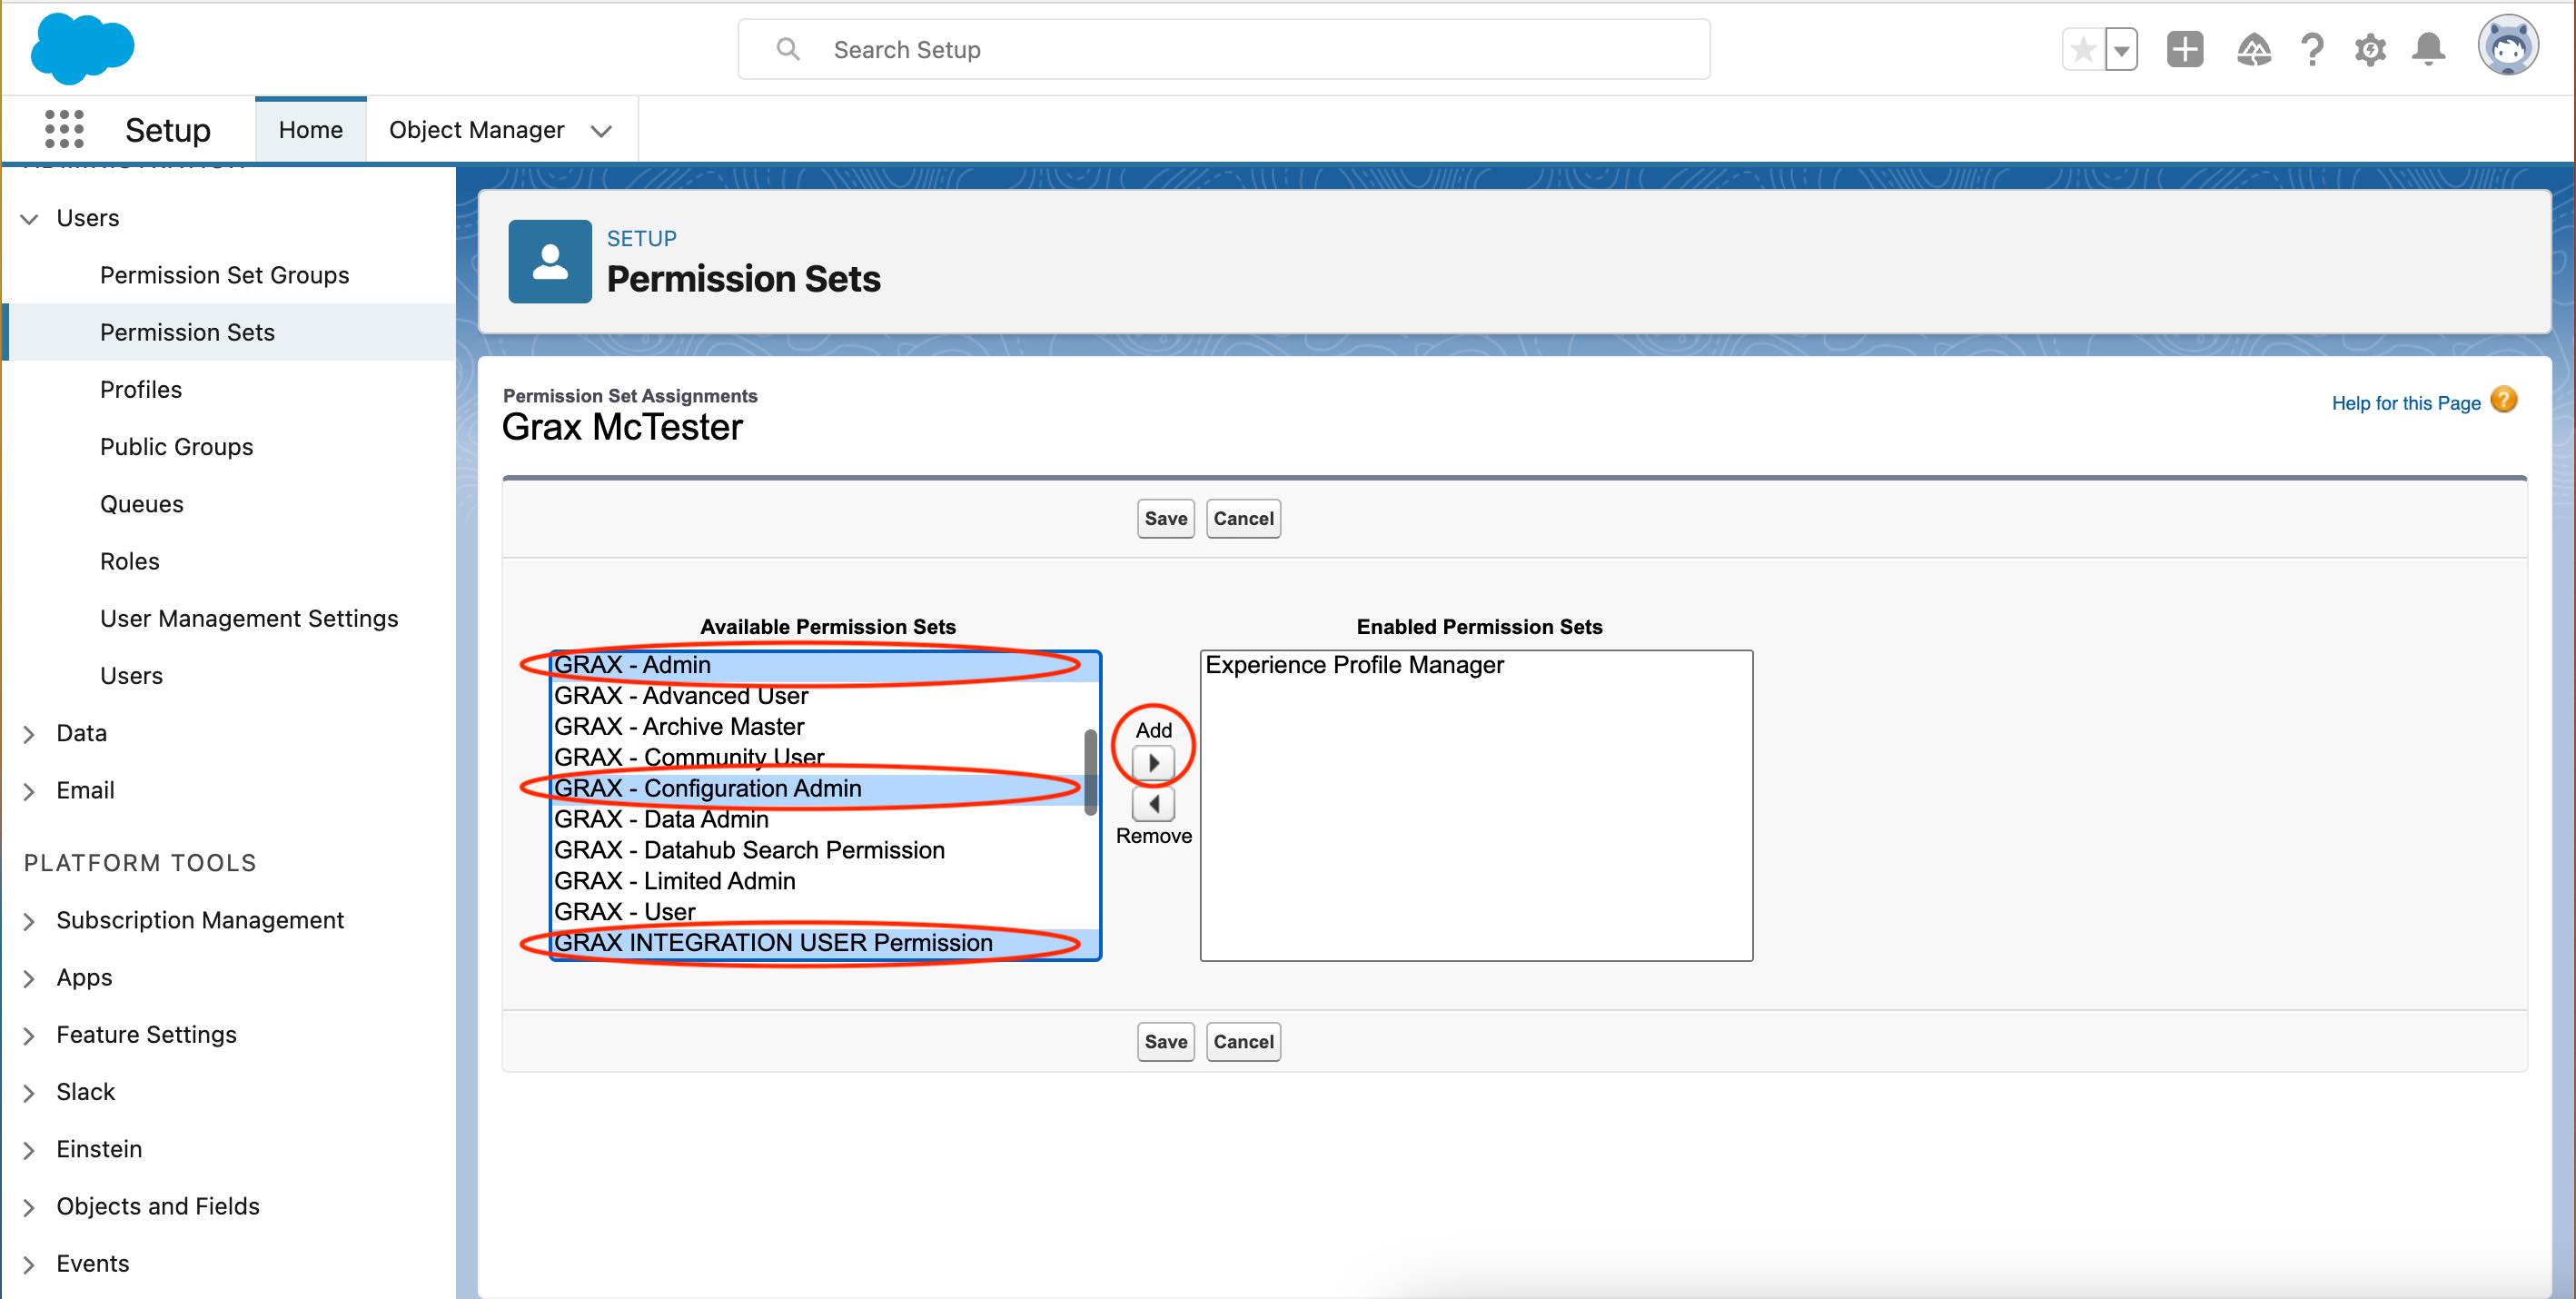 Search Setup
Setup
Home
Object Manager
ADMINISTRATION
Users
Permission Set Groups
Permission Sets
Profiles
Public Groups
Queues
Roles
User Management Settings
Users
Data
Email
PLATFORM TOOLS
Subscription Management
Apps
Feature Settings
Slack
Einstein
Objects and Fields
Events
SETUP
Permission Sets
Permission Set Assignments
Grax McTester
Help for this Page ?
Save Cancel
Available Permission Sets
GRAX - Admin
GRAX - Advanced User
GRAX - Archive Master
GRAX - Community User
GRAX - Configuration Admin
GRAX - Data Admin
GRAX - Datahub Search Permission
GRAX - Limited Admin
GRAX - User
GRAX INTEGRATION USER Permission
Add
Remove
Enabled Permission Sets
Experience Profile Manager
Save Cancel